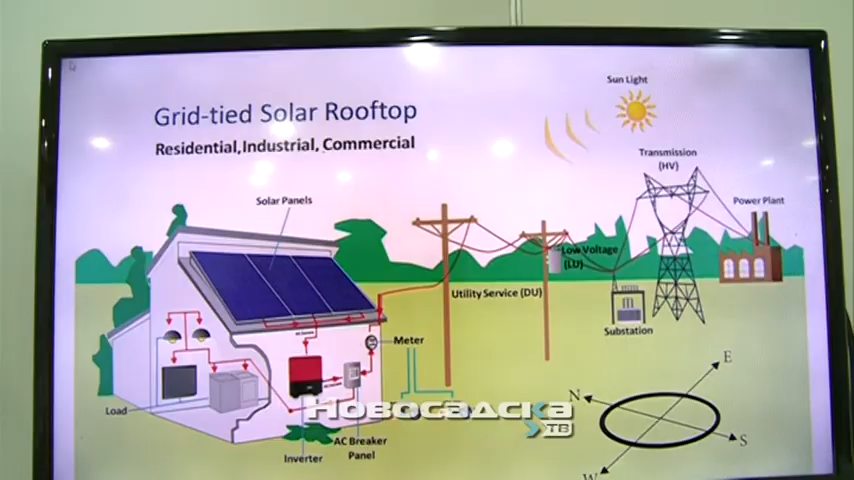 Sun Light
Grid-tied Solar Rooftop
Residential, Industrial, Commercial
Transmission
(HV)
Solar Panels
Power Plant
Low Voltage
(LU)
Utility Service (DU)
Substation
Meter
E
N
S
W
Load
НОВОСАДСКА
ТВ
AC Breaker
Panel
Inverter